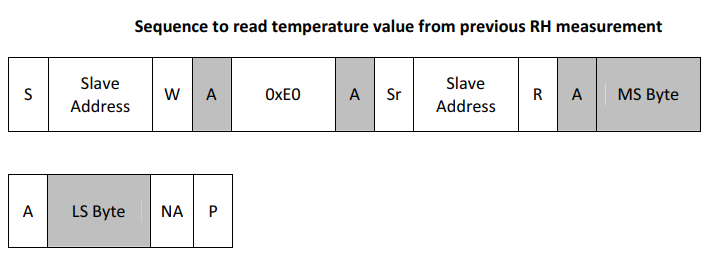 Sequence to read temperature value from previous RH measurement
S Slave Address W A 0xE0 A Sr Slave Address R A MS Byte
A LS Byte NA P